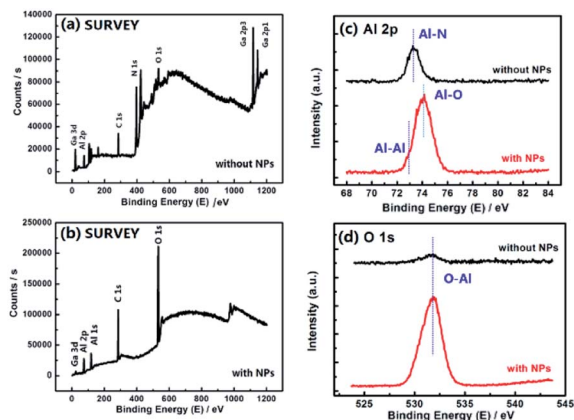 (a) SURVEY
Ga 3d
Al 2p
C 1s
N 1s
O 1s
Ga 2p3
Ga 2p1
without NPs
Counts / s
140000
120000
100000
80000
60000
40000
20000
0
0 200 400 600 800 1000 1200
Binding Energy (E) /eV
(b) SURVEY
Ga 3d
Al 2p
Al 1s
C 1s
O 1s
with NPs
Counts / s
250000
200000
150000
100000
50000
0
0 200 400 600 800 1000 1200
Binding Energy (E) / eV
(c) Al 2p
Al-N
without NPs
Al-O
Al-Al
with NPs
Intensity (a.u.)
68 70 72 74 76 78 80 82 84
Binding Energy (E) / eV
(d) O 1s
without NPs
O-Al
with NPs
Intensity (a.u.)
525 530 535 540 545
Binding Energy (E) / eV